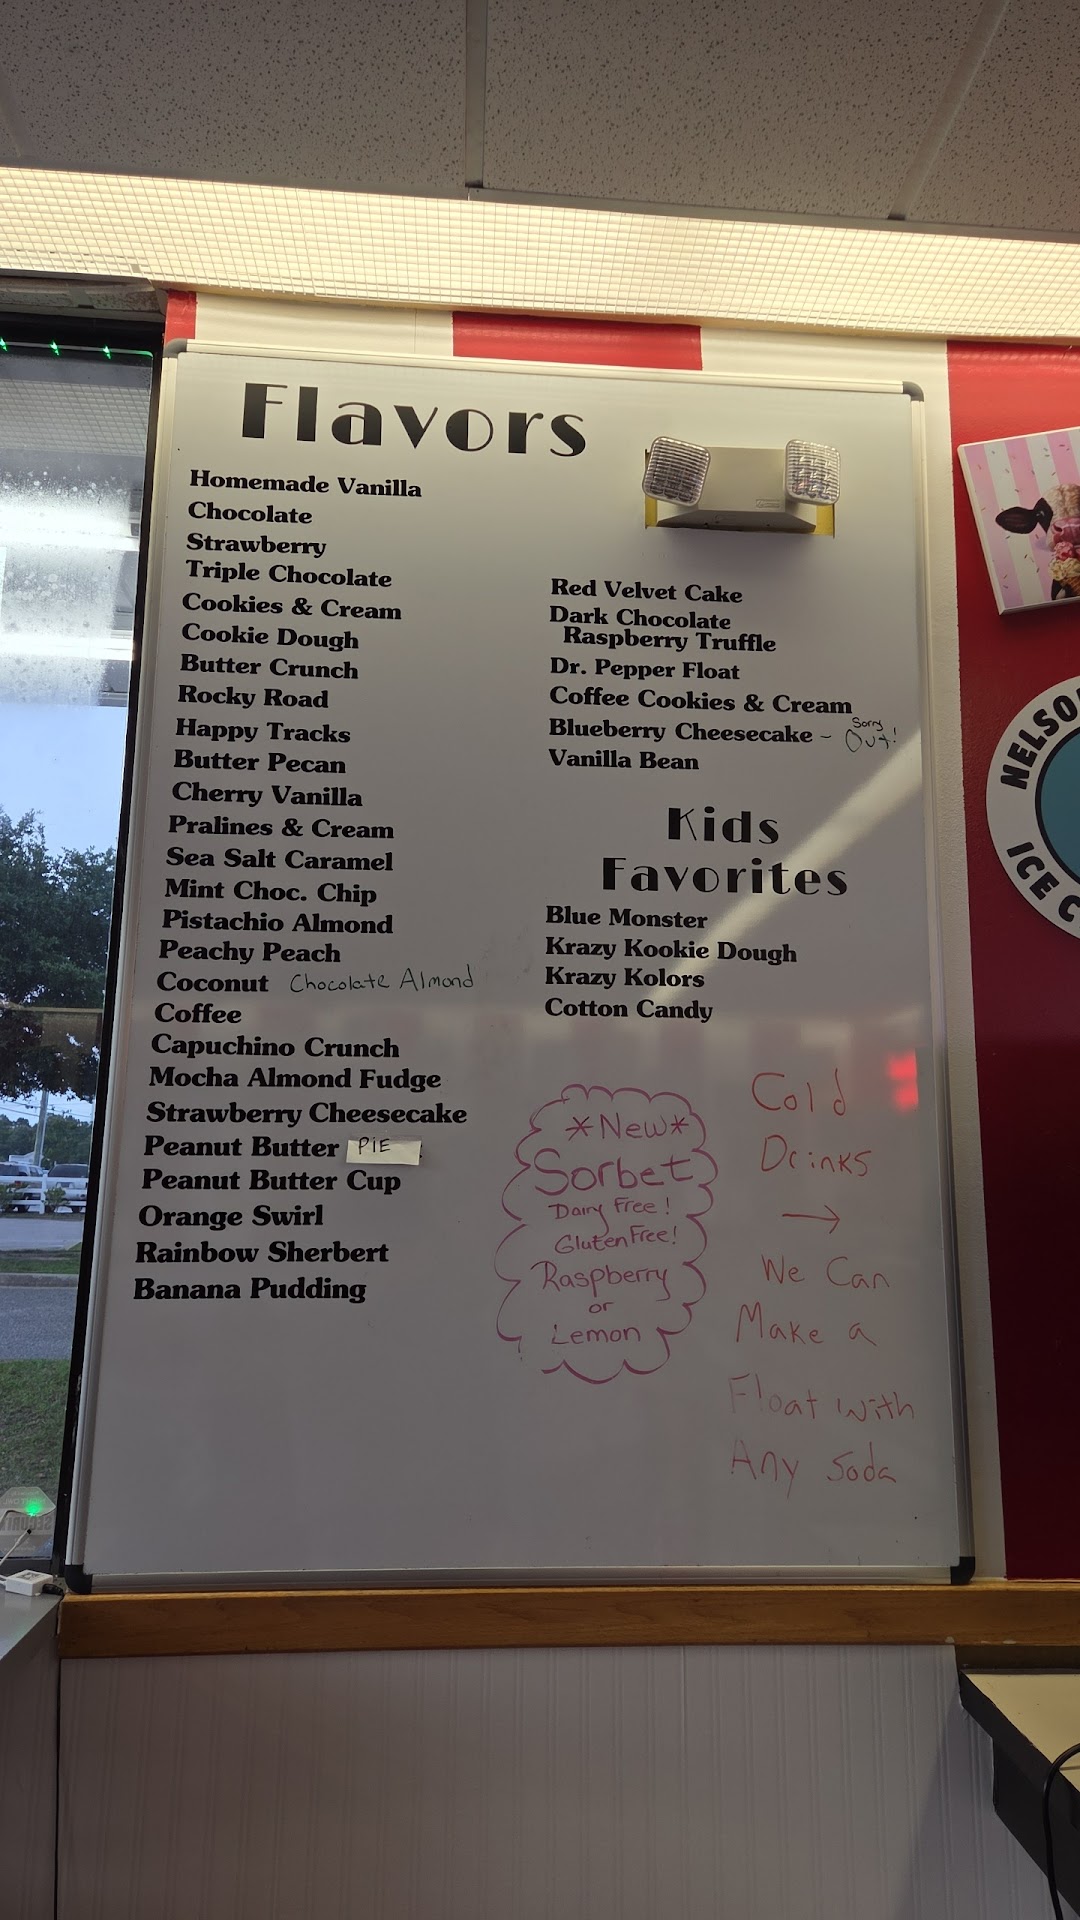 Flavors
Homemade Vanilla
Chocolate
Strawberry
Triple Chocolate
Cookies & Cream
Cookie Dough
Butter Crunch
Rocky Road
Happy Tracks
Butter Pecan
Cherry Vanilla
Pralines & Cream
Sea Salt Caramel
Mint Choc. Chip
Pistachio Almond
Peachy Peach
Coconut Chocolate Almond
Coffee
Capuchino Crunch
Mocha Almond Fudge
Strawberry Cheesecake
Peanut Butter PIE
Peanut Butter Cup
Orange Swirl
Rainbow Sherbert
Banana Pudding
Red Velvet Cake
Dark Chocolate
Raspberry Truffle
Dr. Pepper Float
Coffee Cookies & Cream
Blueberry Cheesecake - Sorry Out!
Vanilla Bean
Kids
Favorites
Blue Monster
Krazy Kookie Dough
Krazy Kolors
Cotton Candy
*New*
Sorbet
Dairy Free!
Gluten Free!
Raspberry
or
Lemon
Cold
Drinks
→
We Can
Make a
Float with
Any Soda
NELSO
ICE C